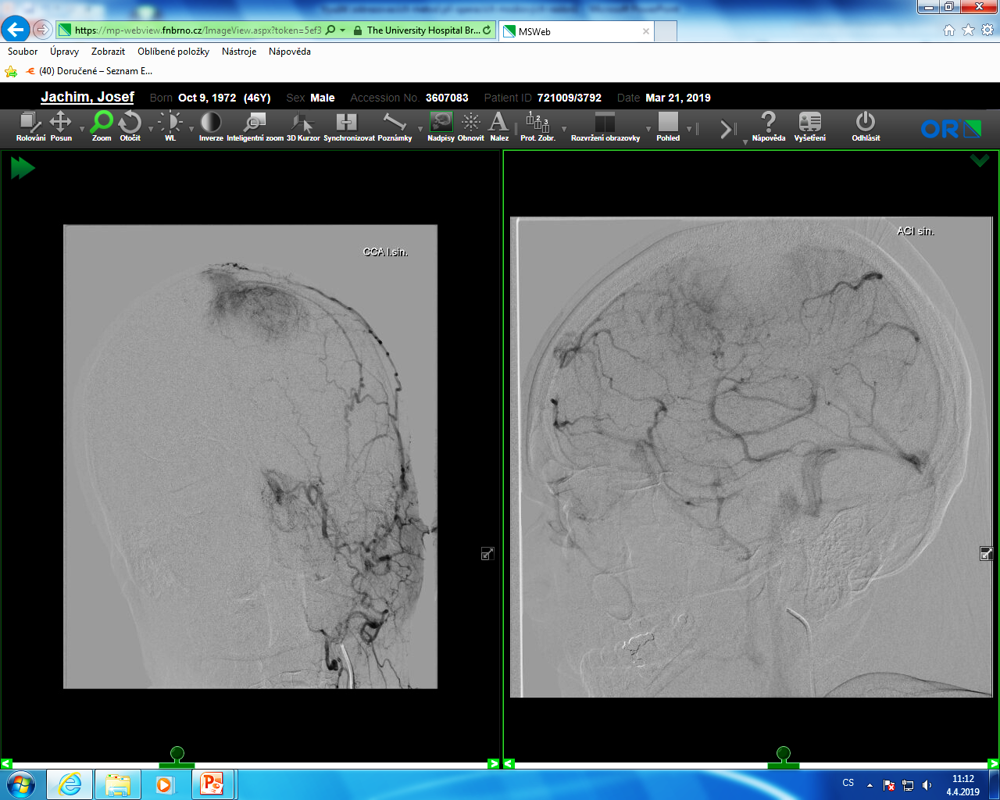 https://mp-webview.fnbrno.cz/ImageView.aspx?token=5ef3
The University Hospital Br...
MSWeb
Soubor Úpravy Zobrazit Oblíbené položky Nástroje Nápověda
(40) Doručené – Seznam E...
Jachim, Josef Born Oct 9, 1972 (46Y) Sex Male Accession No. 3607083 Patient ID 721009/3792 Date Mar 21, 2019
Rolování Posun Zoom Otočit WL Inverze Inteligentní zoom 3D Kurzor Synchronizovat Poznámky Nadpisy Obnovit Nalez Prot. Zobr. Rozvržení obrazovky Pohled Nápověda Vyšetření Odhlásit
CCA l.sin.
ACI sin.
CS
11:12
4.4.2019